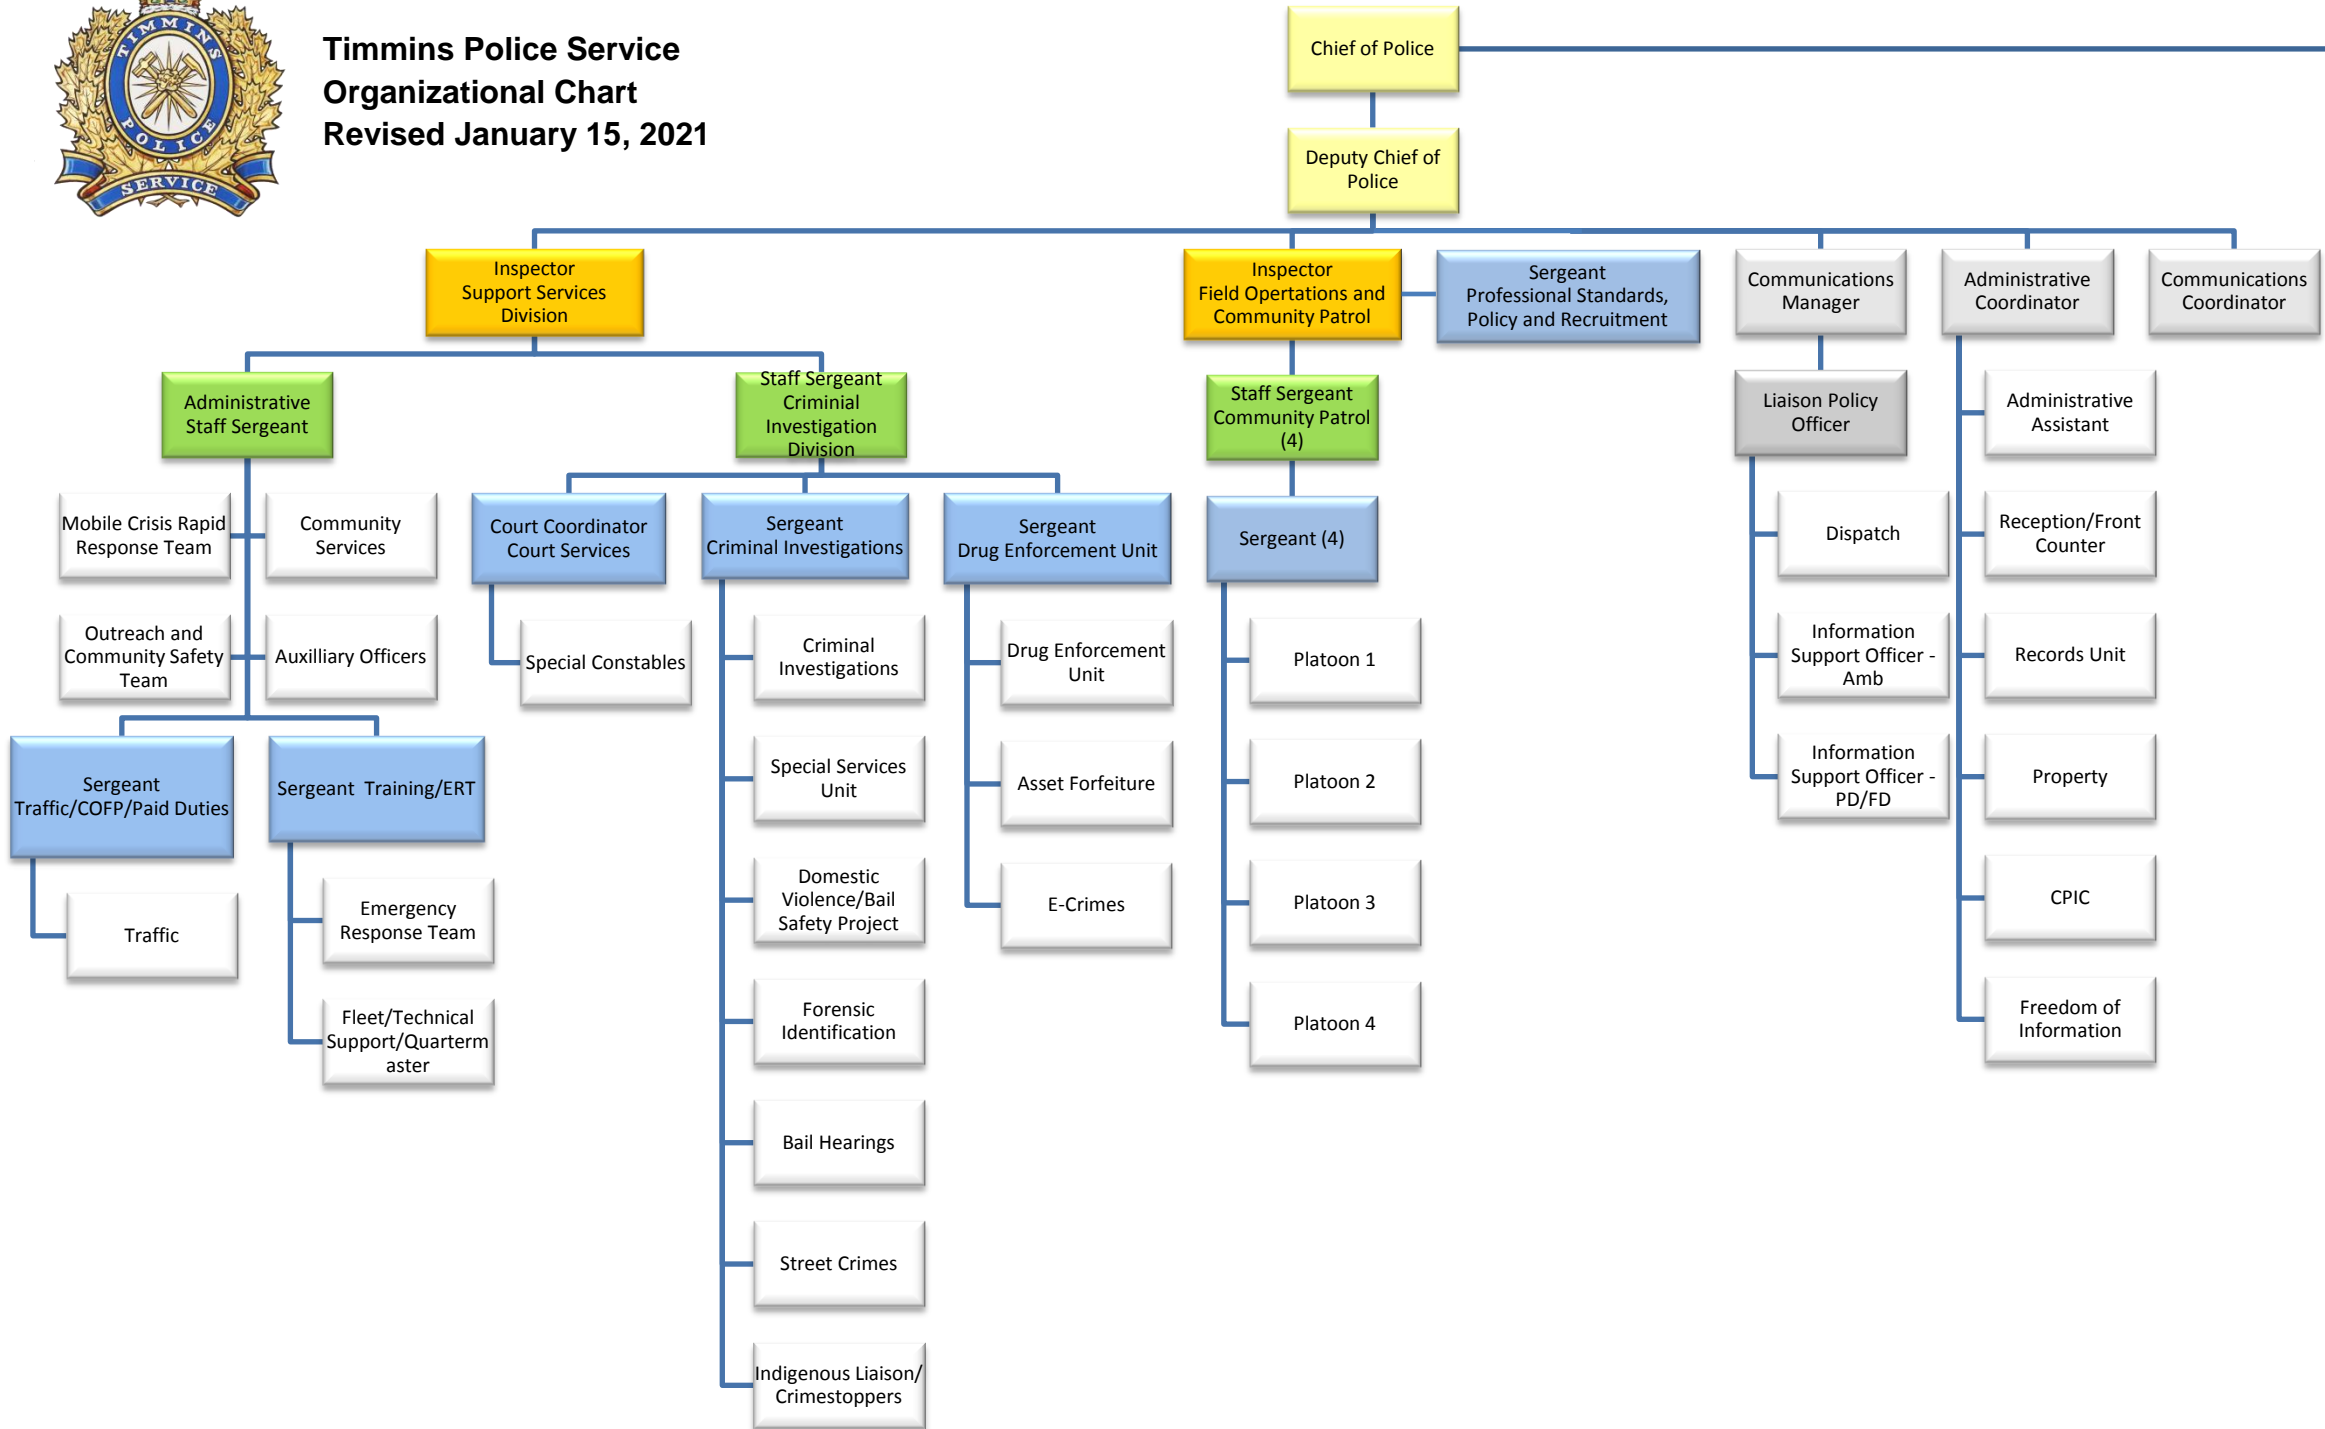 TIMMINS
POLICE
SERVICE
Timmins Police Service
Organizational Chart
Revised January 15, 2021
Chief of Police
Deputy Chief of
Police
Inspector
Support Services
Division
Inspector
Field Opertations and
Community Patrol
Sergeant
Professional Standards,
Policy and Recruitment
Communications
Manager
Administrative
Coordinator
Communications
Coordinator
Administrative
Staff Sergeant
Staff Sergeant
Criminal
Investigation
Division
Staff Sergeant
Community Patrol
(4)
Liaison Policy
Officer
Administrative
Assistant
Mobile Crisis Rapid
Response Team
Community
Services
Court Coordinator
Court Services
Sergeant
Criminal Investigations
Sergeant
Drug Enforcement Unit
Sergeant (4)
Dispatch
Reception/Front
Counter
Outreach and
Community Safety
Team
Auxilliary Officers
Special Constables
Criminal
Investigations
Drug Enforcement
Unit
Platoon 1
Information
Support Officer -
Amb
Records Unit
Sergeant
Traffic/COFP/Paid Duties
Sergeant  Training/ERT
Special Services
Unit
Asset Forfeiture
Platoon 2
Information
Support Officer -
PD/FD
Property
Traffic
Emergency
Response Team
Domestic
Violence/Bail
Safety Project
E-Crimes
Platoon 3
CPIC
Fleet/Technical
Support/Quarterm
aster
Forensic
Identification
Platoon 4
Freedom of
Information
Bail Hearings
Street Crimes
Indigenous Liaison/
Crimestoppers